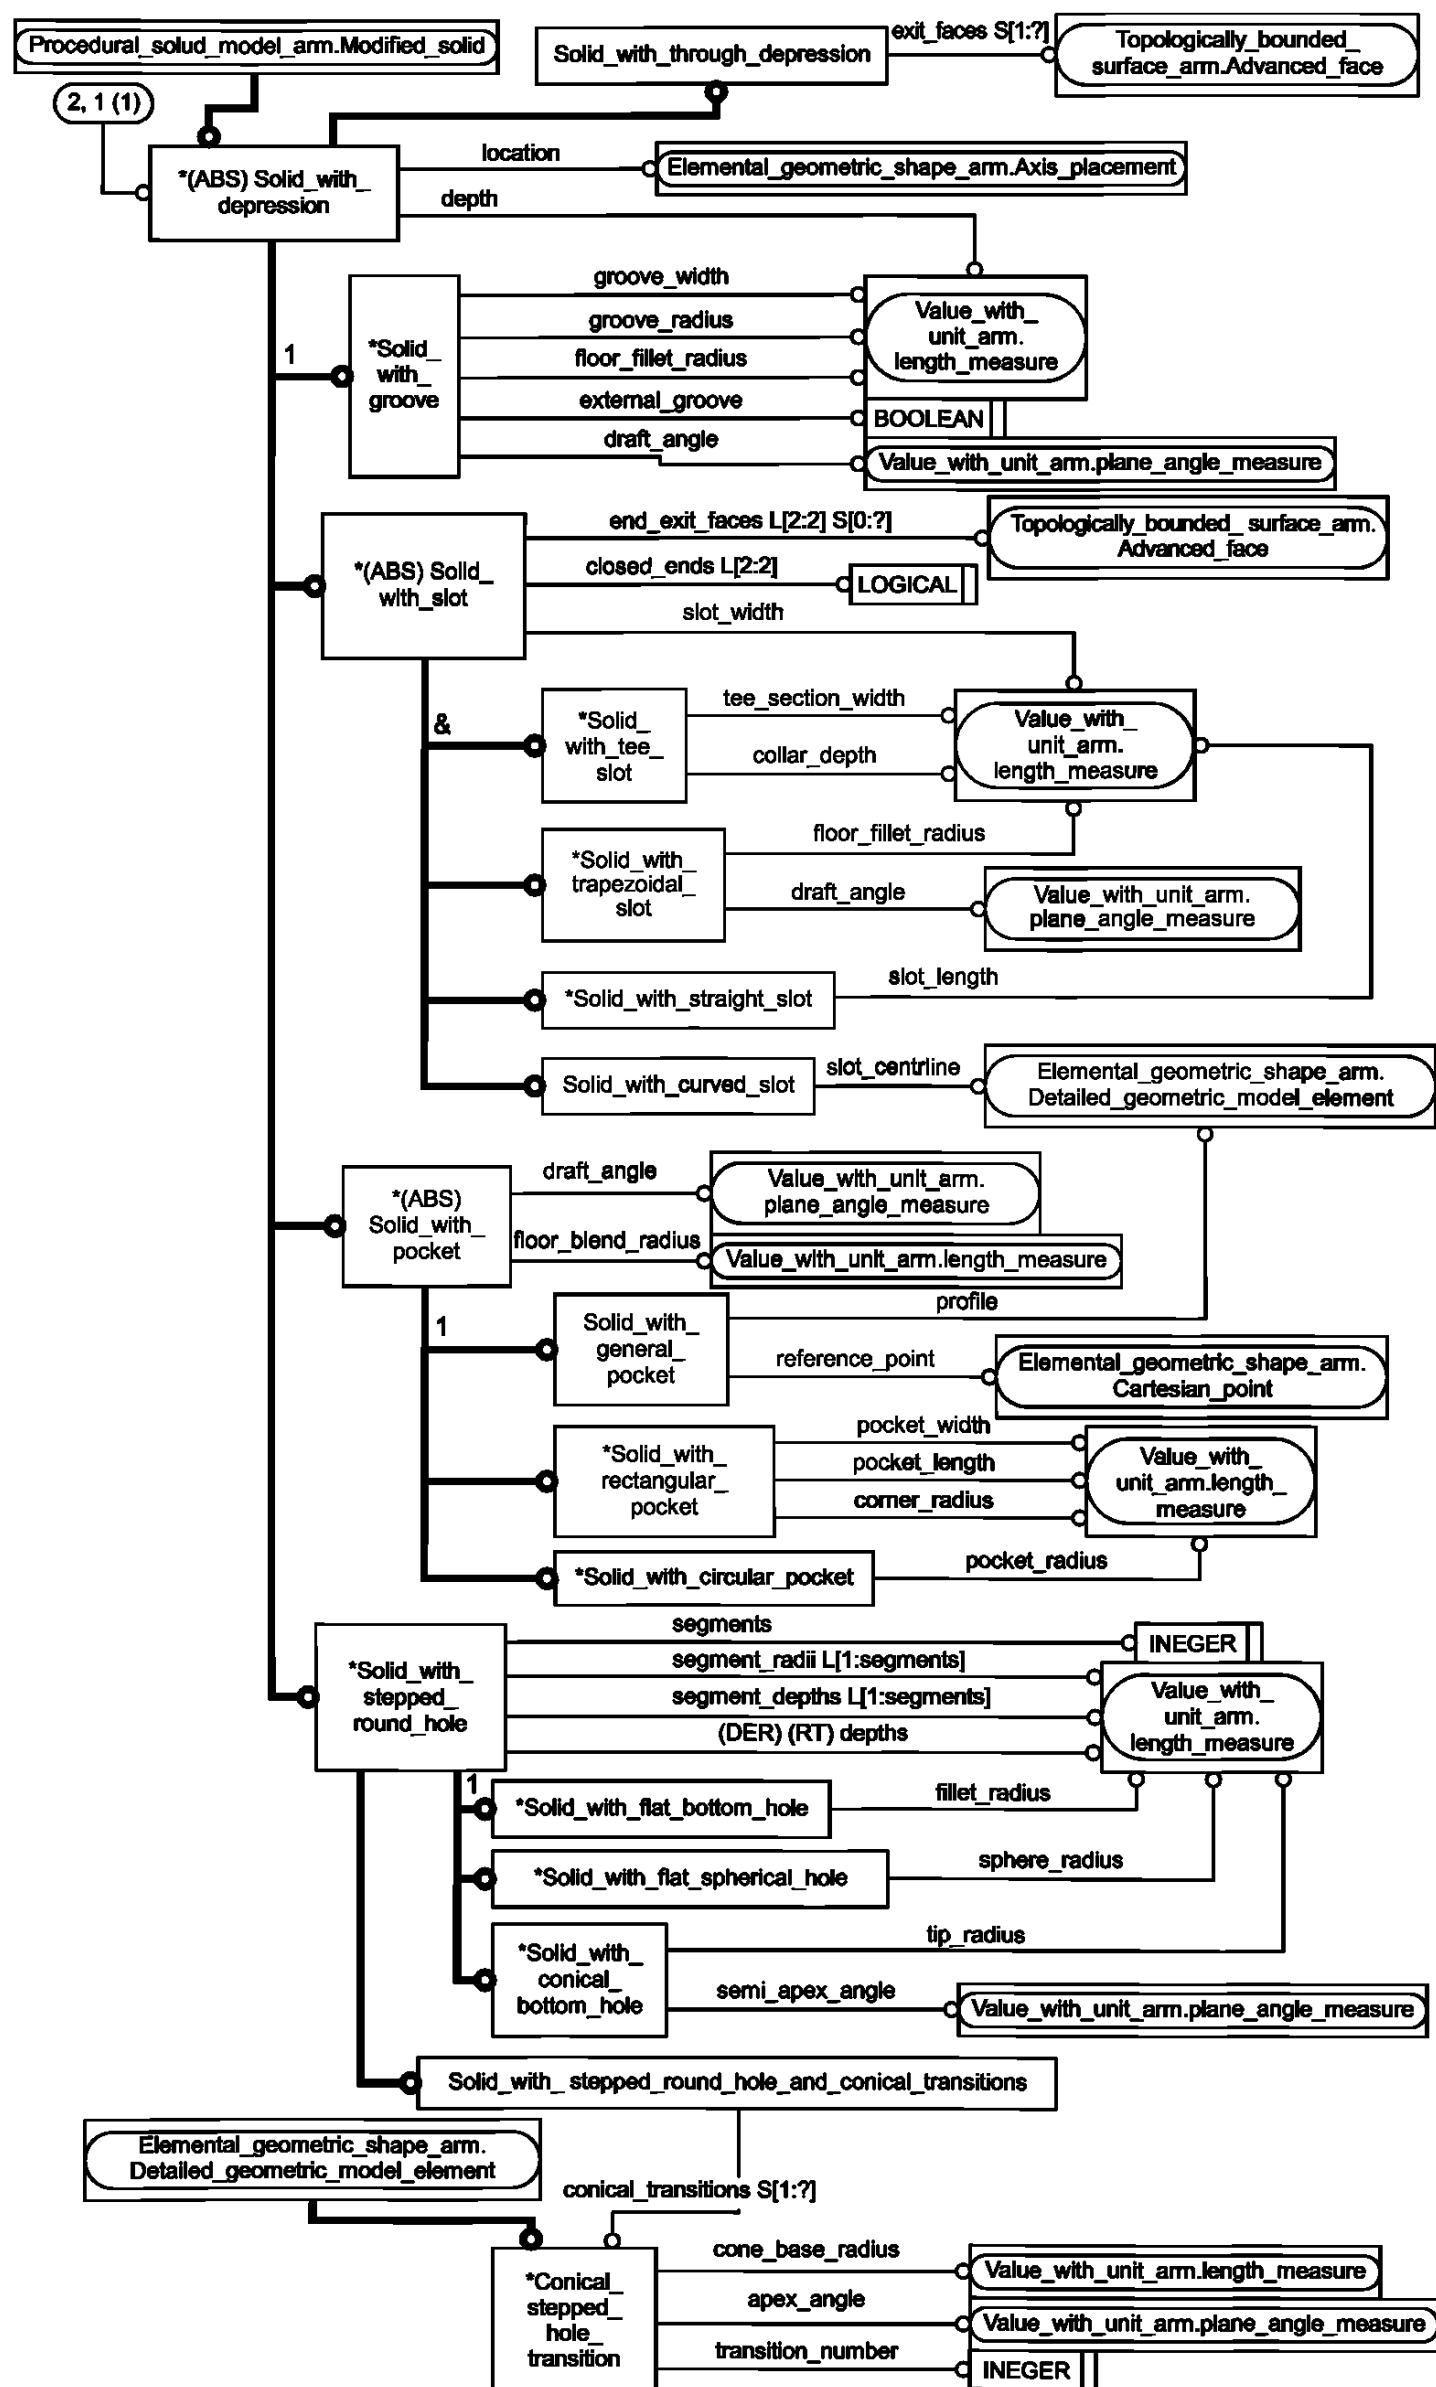 Procedural_solud_model_arm.Modified_solid
Solid_with_through_depression
exit_faces S[1:?]
Topologically_bounded_
surface_arm.Advanced_face
2, 1 (1)
*(ABS) Solid_with_
depression
location
Elemental_geometric_shape_arm.Axis_placement
depth
*Solid_
with_
groove
1
groove_width
groove_radius
floor_fillet_radius
external_groove
draft_angle
Value_with_
unit_arm.
length_measure
BOOLEAN
Value_with_unit_arm.plane_angle_measure
*(ABS) Solid_
with_slot
end_exit_faces L[2:2] S[0:?]
Topologically_bounded_ surface_arm.
Advanced_face
closed_ends L[2:2]
LOGICAL
slot_width
&
*Solid_
with_tee_
slot
tee_section_width
collar_depth
Value_with_
unit_arm.
length_measure
*Solid_with_
trapezoidal_
slot
floor_fillet_radius
draft_angle
Value_with_unit_arm.
plane_angle_measure
*Solid_with_straight_slot
slot_length
Solid_with_curved_slot
slot_centrline
Elemental_geometric_shape_arm.
Detailed_geometric_model_element
*(ABS)
Solid_with_
pocket
draft_angle
Value_with_unit_arm.
plane_angle_measure
floor_blend_radius
Value_with_unit_arm.length_measure
1
Solid_with_
general_
pocket
profile
reference_point
Elemental_geometric_shape_arm.
Cartesian_point
*Solid_with_
rectangular_
pocket
pocket_width
pocket_length
corner_radius
Value_with_
unit_arm.length_
measure
*Solid_with_circular_pocket
pocket_radius
*Solid_with_
stepped_
round_hole
segments
INEGER
segment_radii L[1:segments]
segment_depths L[1:segments]
(DER) (RT) depths
Value_with_
unit_arm.
length_measure
1
*Solid_with_flat_bottom_hole
fillet_radius
*Solid_with_flat_spherical_hole
sphere_radius
*Solid_with_
conical_
bottom_hole
tip_radius
semi_apex_angle
Value_with_unit_arm.plane_angle_measure
Solid_with_ stepped_round_hole_and_conical_transitions
Elemental_geometric_shape_arm.
Detailed_geometric_model_element
conical_transitions S[1:?]
*Conical_
stepped_
hole_
transition
cone_base_radius
Value_with_unit_arm.length_measure
apex_angle
Value_with_unit_arm.plane_angle_measure
transition_number
INEGER